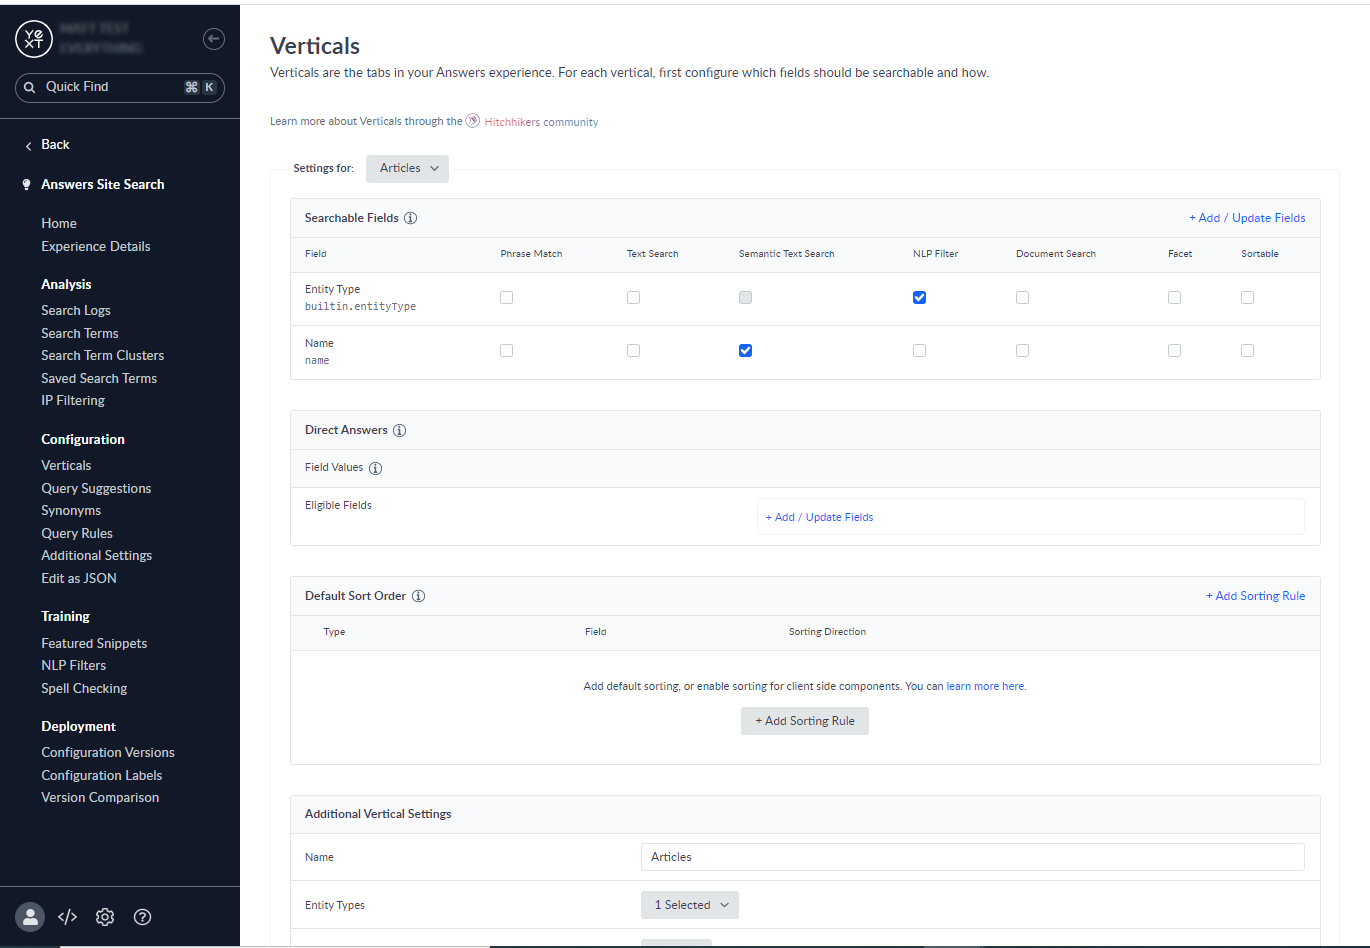 YEXT
Quick Find ⌘ K
Back
Answers Site Search
Home
Experience Details
Analysis
Search Logs
Search Terms
Search Term Clusters
Saved Search Terms
IP Filtering
Configuration
Verticals
Query Suggestions
Synonyms
Query Rules
Additional Settings
Edit as JSON
Training
Featured Snippets
NLP Filters
Spell Checking
Deployment
Configuration Versions
Configuration Labels
Version Comparison
Verticals
Verticals are the tabs in your Answers experience. For each vertical, first configure which fields should be searchable and how.
Learn more about Verticals through the Hitchhikers community
Settings for: Articles
Searchable Fields + Add / Update Fields
Field Phrase Match Text Search Semantic Text Search NLP Filter Document Search Facet Sortable
Entity Type
builtin.entityType
Name
name
Direct Answers
Field Values
Eligible Fields + Add / Update Fields
Default Sort Order + Add Sorting Rule
Type Field Sorting Direction
Add default sorting, or enable sorting for client side components. You can learn more here.
+ Add Sorting Rule
Additional Vertical Settings
Name Articles
Entity Types 1 Selected